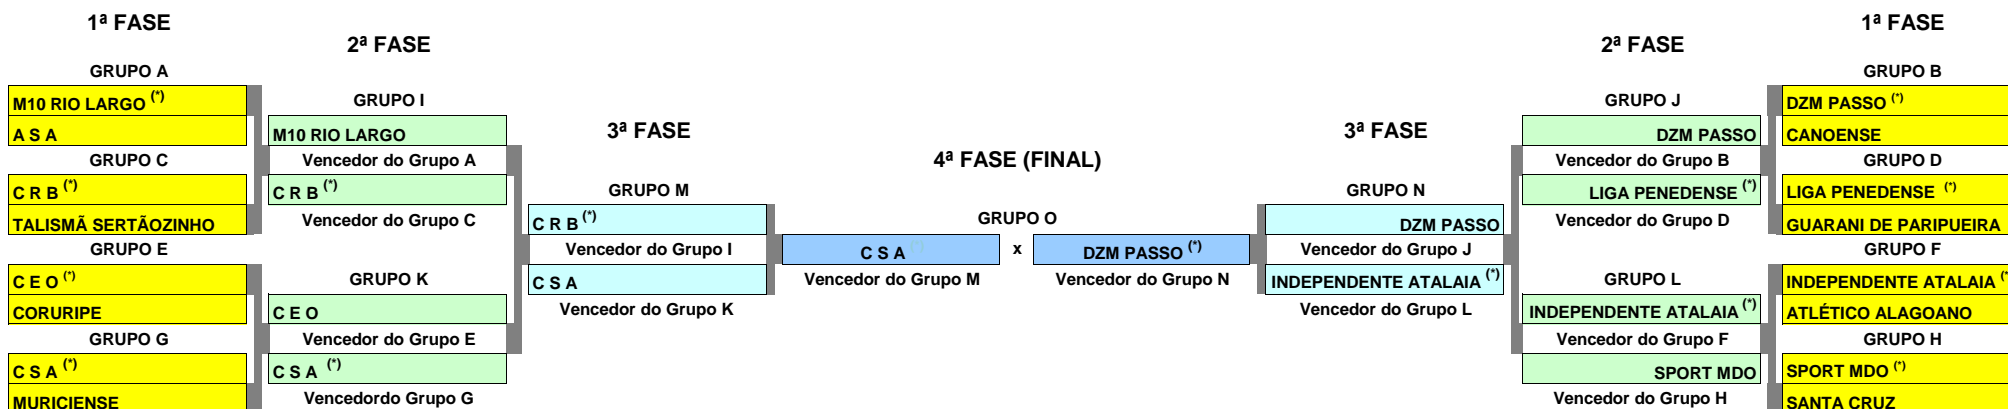 1ª FASE
2ª FASE
GRUPO A
M10 RIO LARGO (*)
A S A
GRUPO C
C R B (*)
TALISMÃ SERTÃOZINHO
GRUPO E
C E O (*)
CORURIPE
GRUPO G
C S A (*)
MURICIENSE
GRUPO I
M10 RIO LARGO
Vencedor do Grupo A
C R B (*)
Vencedor do Grupo C
GRUPO K
C E O
Vencedor do Grupo E
C S A (*)
Vencedordo Grupo G
3ª FASE
GRUPO M
C R B (*)
Vencedor do Grupo I
C S A
Vencedor do Grupo K
4ª FASE (FINAL)
GRUPO O
C S A (*) x DZM PASSO (*)
Vencedor do Grupo M Vencedor do Grupo N
3ª FASE
GRUPO N
DZM PASSO
Vencedor do Grupo J
INDEPENDENTE ATALAIA (*)
Vencedor do Grupo L
2ª FASE
GRUPO J
DZM PASSO
Vencedor do Grupo B
LIGA PENEDENSE (*)
Vencedor do Grupo D
GRUPO L
INDEPENDENTE ATALAIA (*)
Vencedor do Grupo F
SPORT MDO
Vencedor do Grupo H
1ª FASE
GRUPO B
DZM PASSO (*)
CANOENSE
GRUPO D
LIGA PENEDENSE (*)
GUARANI DE PARIPUEIRA
GRUPO F
INDEPENDENTE ATALAIA (*
ATLÉTICO ALAGOANO
GRUPO H
SPORT MDO (*)
SANTA CRUZ